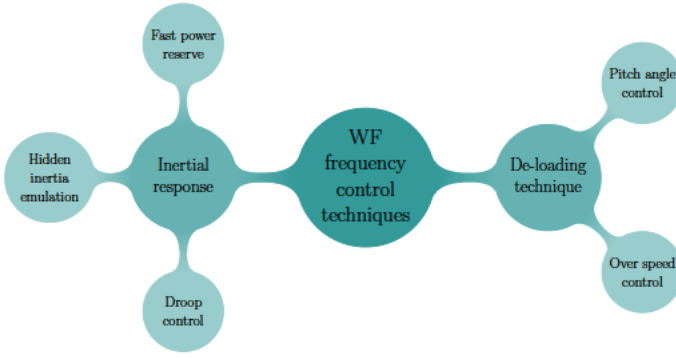 Fast power
reserve
Hidden
inertia
emulation
Inertial
response
Droop
control
WF
frequency
control
techniques
De-loading
technique
Pitch angle
control
Over speed
control